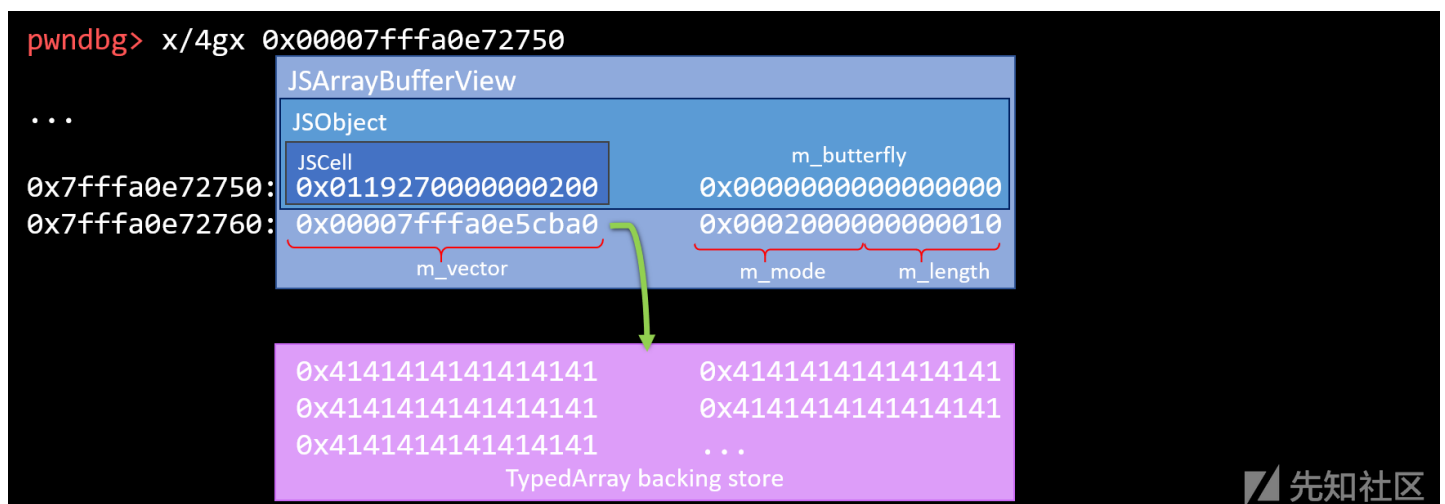 pwndbg> x/4gx 0x00007fffa0e72750
JSArrayBufferView
...
JSObject
JSCell
m_butterfly
0x7fffa0e72750: 0x0119270000000200 0x0000000000000000
0x7fffa0e72760: 0x00007fffa0e5cba0 0x0002000000000010
m_vector
m_mode
m_length
0x4141414141414141 0x4141414141414141
0x4141414141414141 0x4141414141414141
0x4141414141414141 ...
TypedArray backing store
先知社区